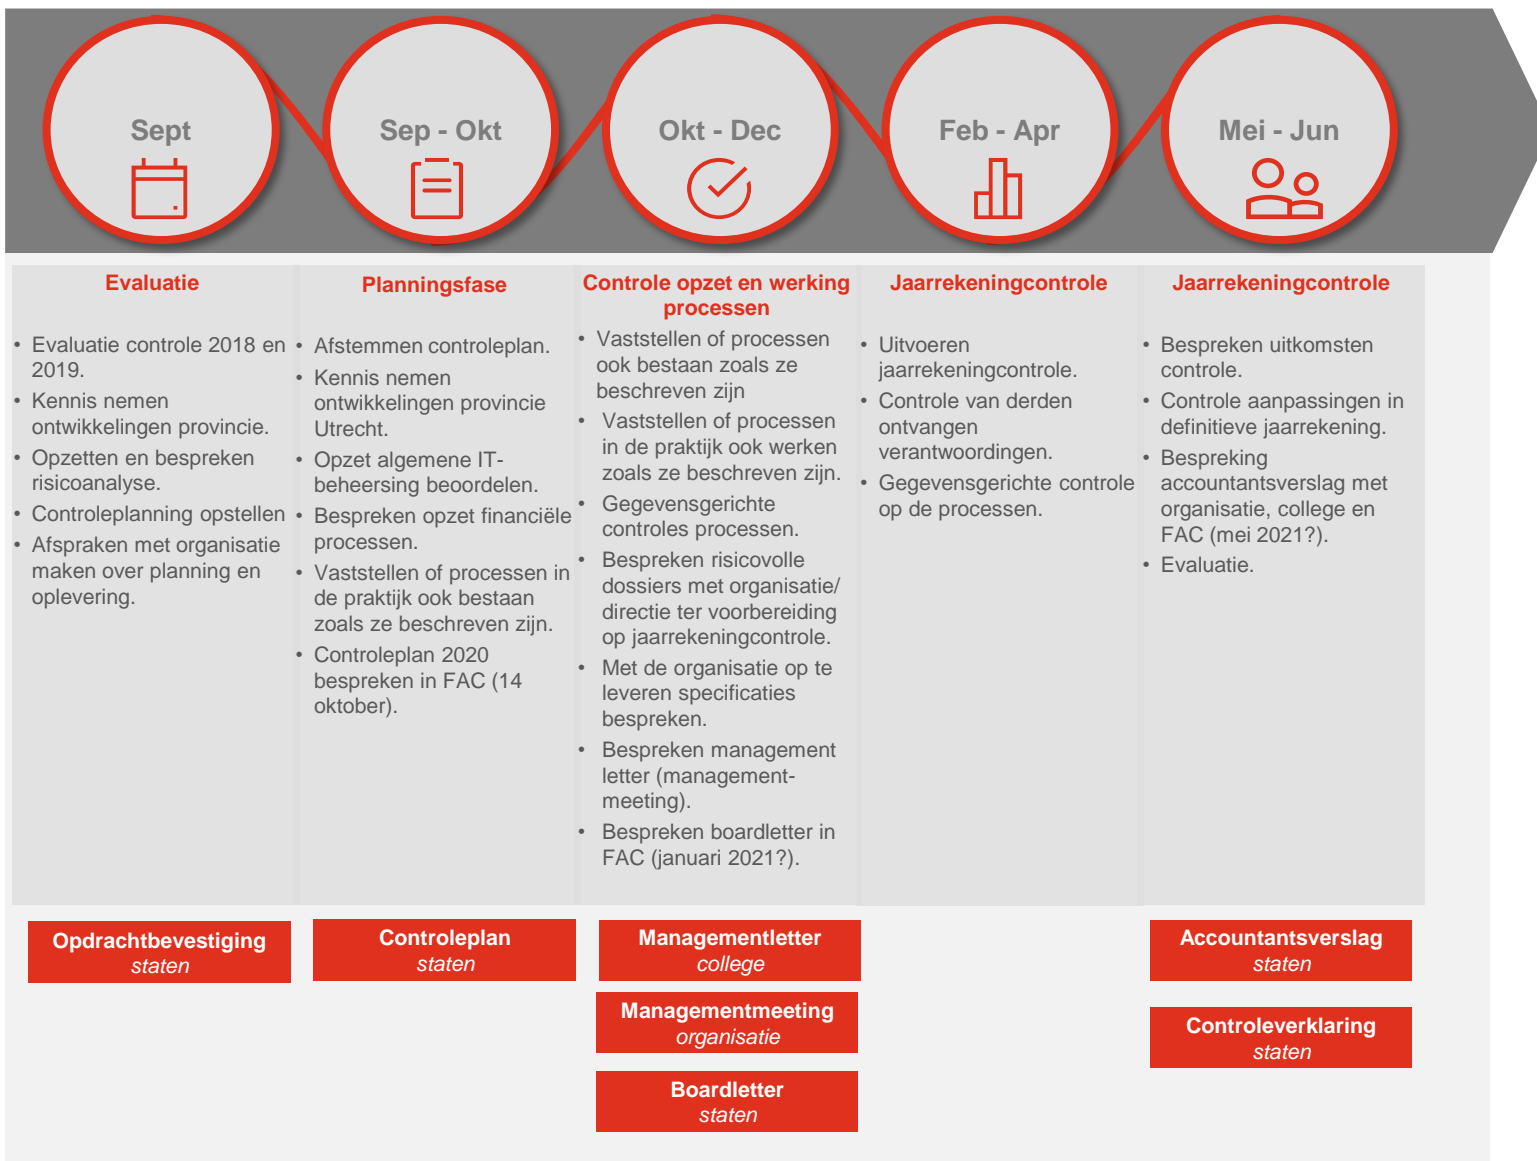 Sept
Sep - Okt
Okt - Dec
Feb - Apr
Mei - Jun
Evaluatie
• Evaluatie controle 2018 en
2019.
• Kennis nemen
ontwikkelingen provincie.
• Opzetten en bespreken
risicoanalyse.
• Controleplanning opstellen
• Afspraken met organisatie
maken over planning en
oplevering.
Planningsfase
• Afstemmen controleplan.
• Kennis nemen
ontwikkelingen provincie
Utrecht.
• Opzet algemene IT-
beheersing beoordelen.
• Bespreken opzet financiële
processen.
• Vaststellen of processen in
de praktijk ook bestaan
zoals ze beschreven zijn.
• Controleplan 2020
bespreken in FAC (14
oktober).
Controle opzet en werking
processen
• Vaststellen of processen
ook bestaan zoals ze
beschreven zijn
• Vaststellen of processen
in de praktijk ook werken
zoals ze beschreven zijn.
• Gegevensgerichte
controles processen.
• Bespreken risicovolle
dossiers met organisatie/
directie ter voorbereiding
op jaarrekeningcontrole.
• Met de organisatie op te
leveren specificaties
bespreken.
• Bespreken management
letter (management-
meeting).
• Bespreken boardletter in
FAC (januari 2021?).
Jaarrekeningcontrole
• Uitvoeren
jaarrekeningcontrole.
• Controle van derden
ontvangen
verantwoordingen.
• Gegevensgerichte controle
op de processen.
Jaarrekeningcontrole
• Bespreken uitkomsten
controle.
• Controle aanpassingen in
definitieve jaarrekening.
• Bespreking
accountantsverslag met
organisatie, college en
FAC (mei 2021?).
• Evaluatie.
Opdrachtbevestiging
staten
Controleplan
staten
Managementletter
college
Managementmeeting
organisatie
Boardletter
staten
Accountantsverslag
staten
Controleverklaring
staten